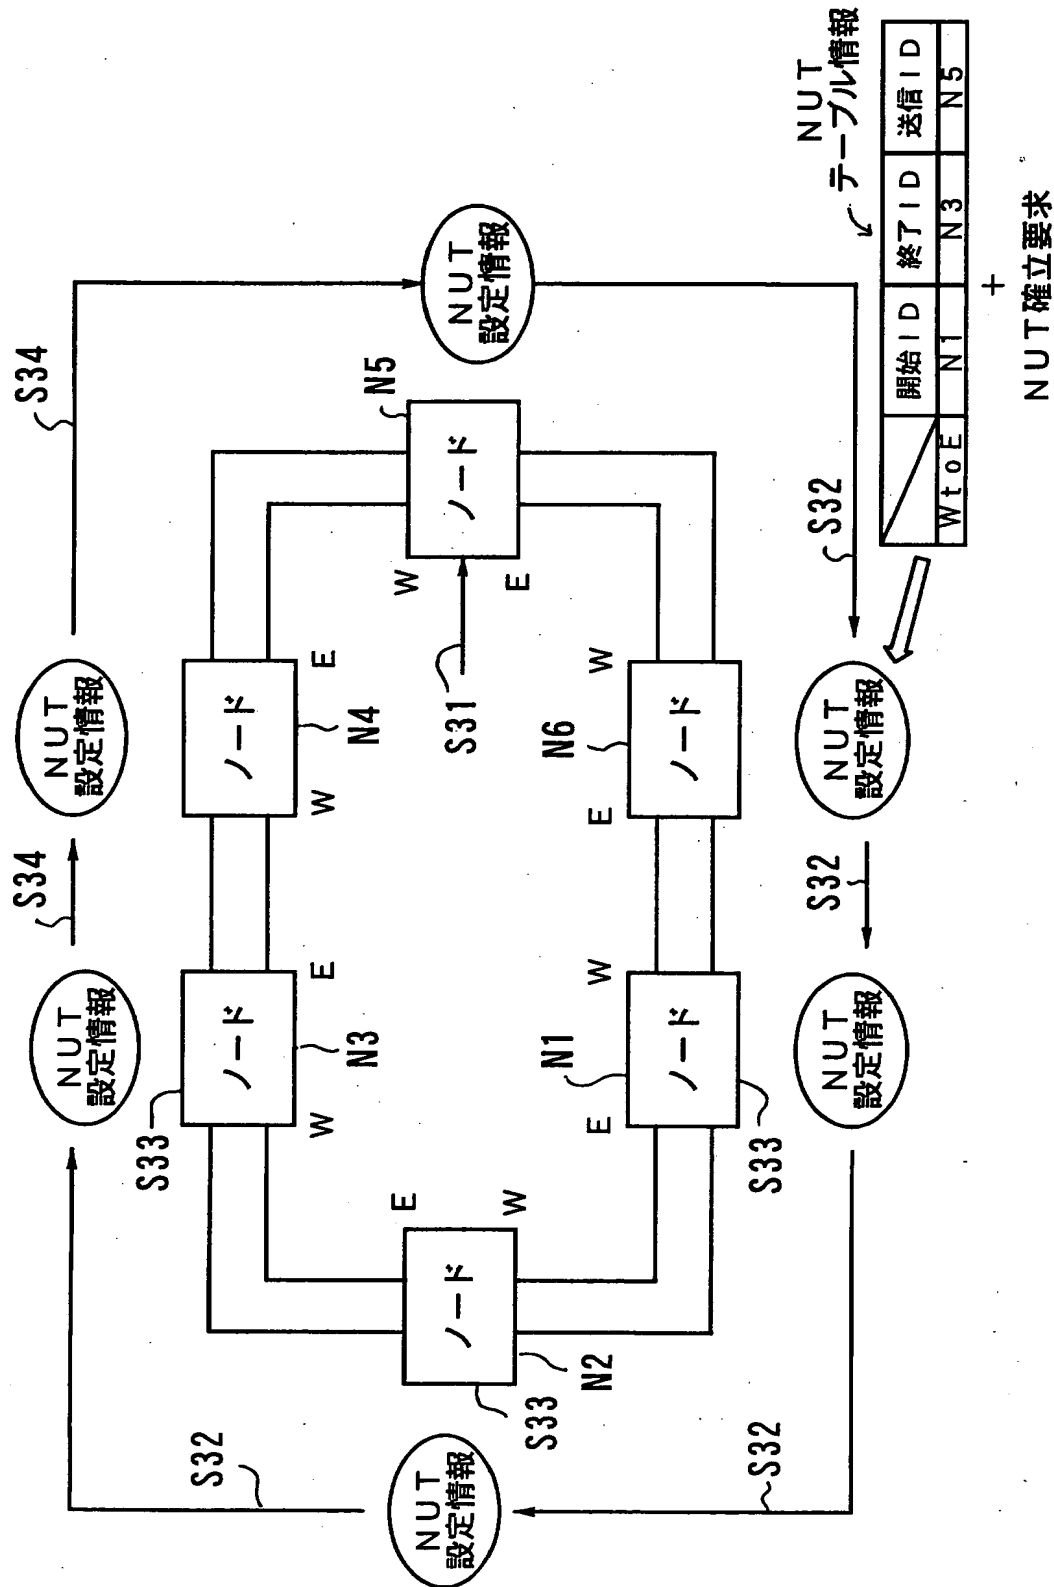 S34
S34
NUT
設定情報
NUT
設定情報
S33
S32
ノード
ノード
W
E
W
E
N3
N4
N5
NUT
設定情報
E
W
NUT
設定情報
ノード
ノード
W
E
S31
S33
N2
N1
N6
E
W
E
W
ノード
ノード
S32
S33
S32
S32
NUT
設定情報
NUT
設定情報
NUT
テーブル情報
開始ID 終了ID 送信ID
WtoE N1 N3 N5
+
NUT確立要求